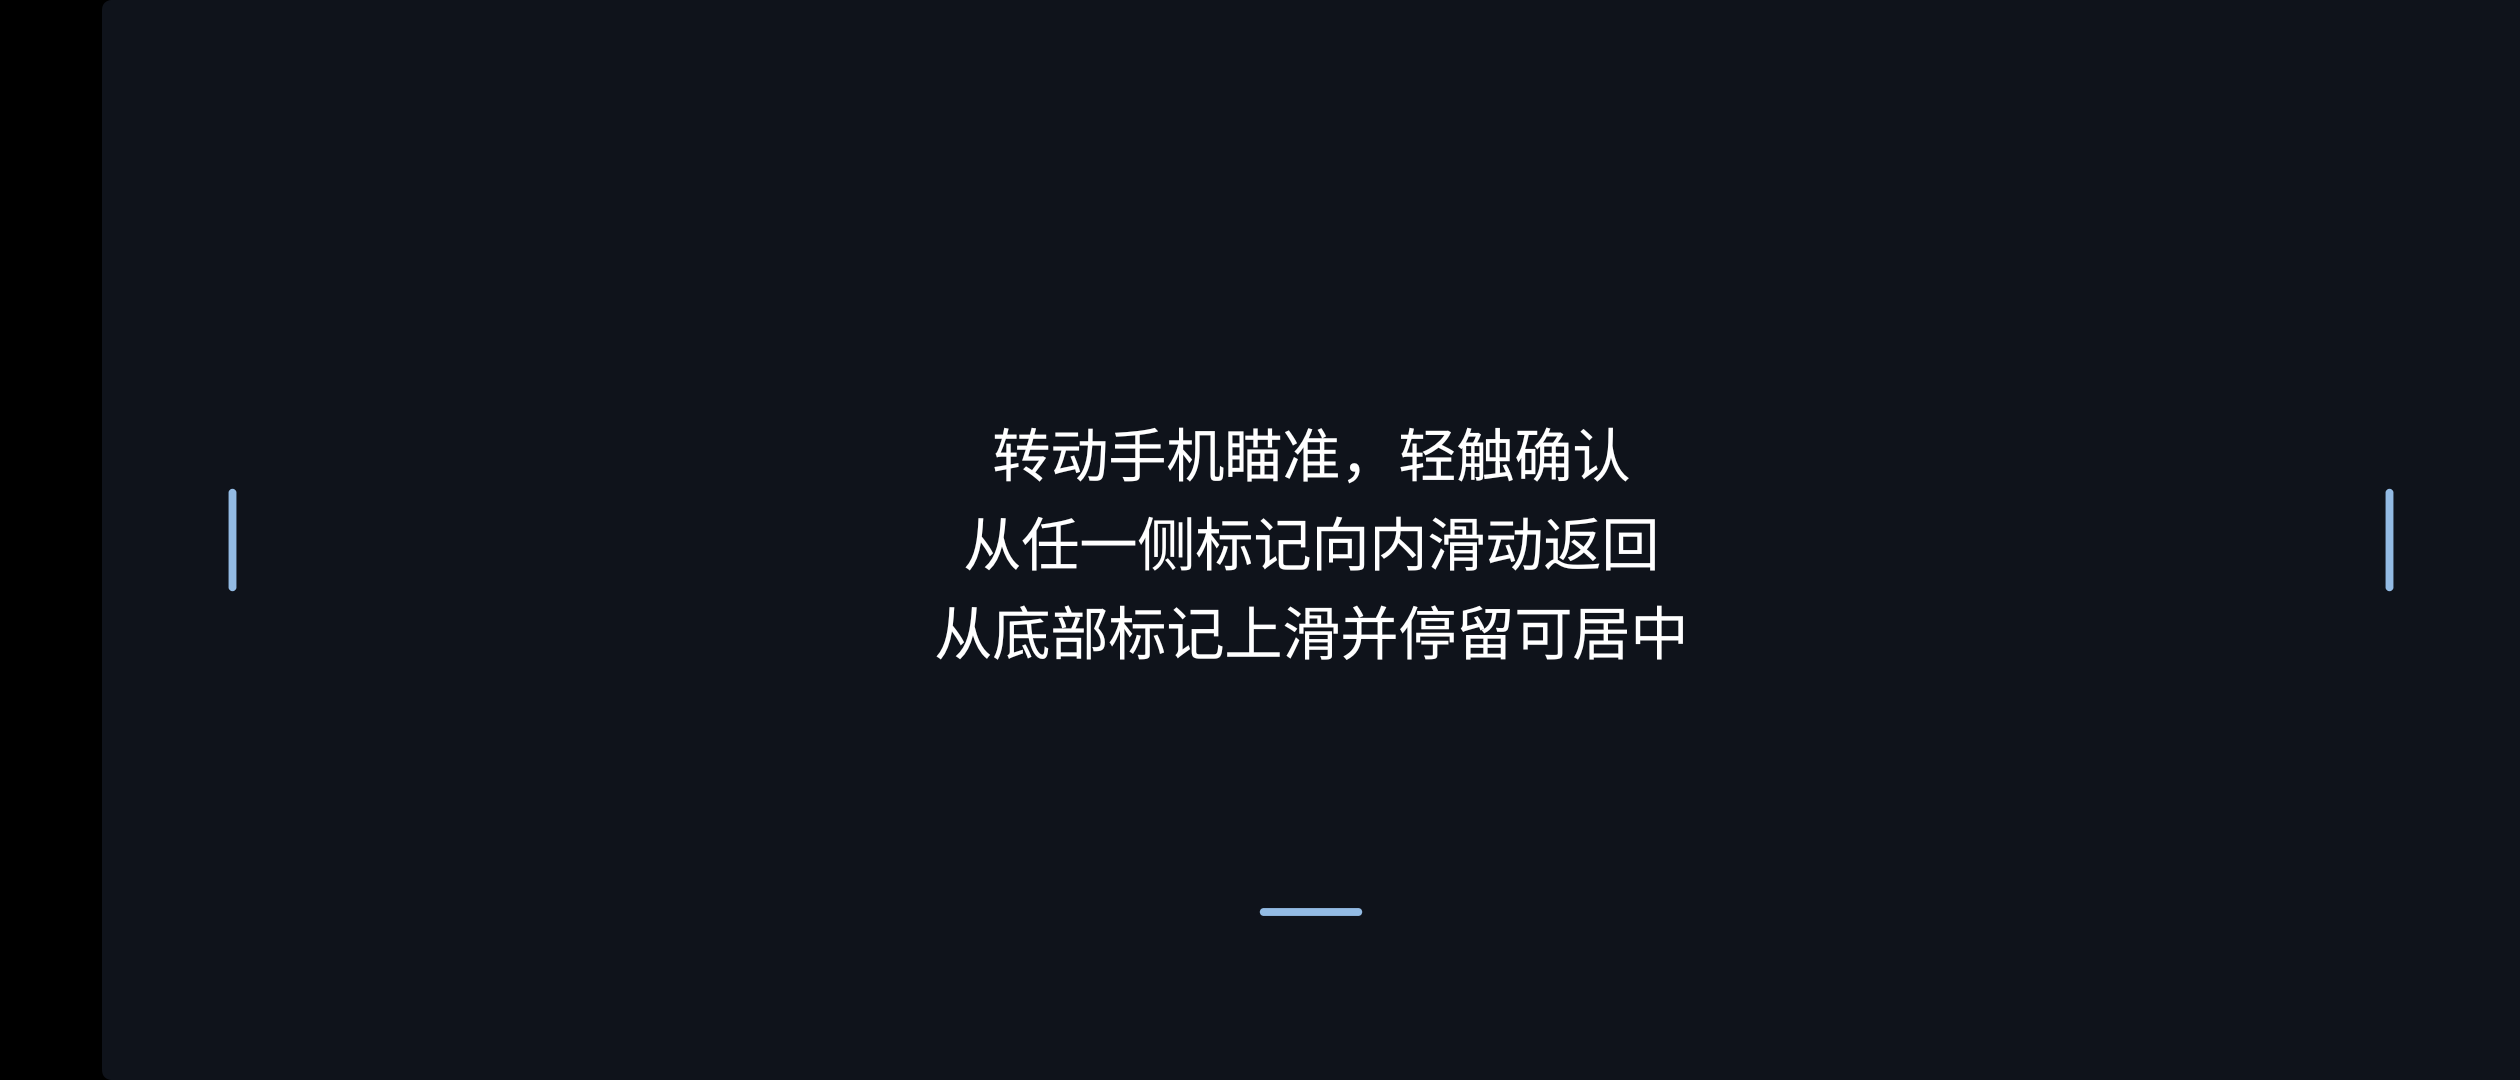 转动手机瞄准，轻触确认
从任一侧标记向内滑动返回
从底部标记上滑并停留可居中